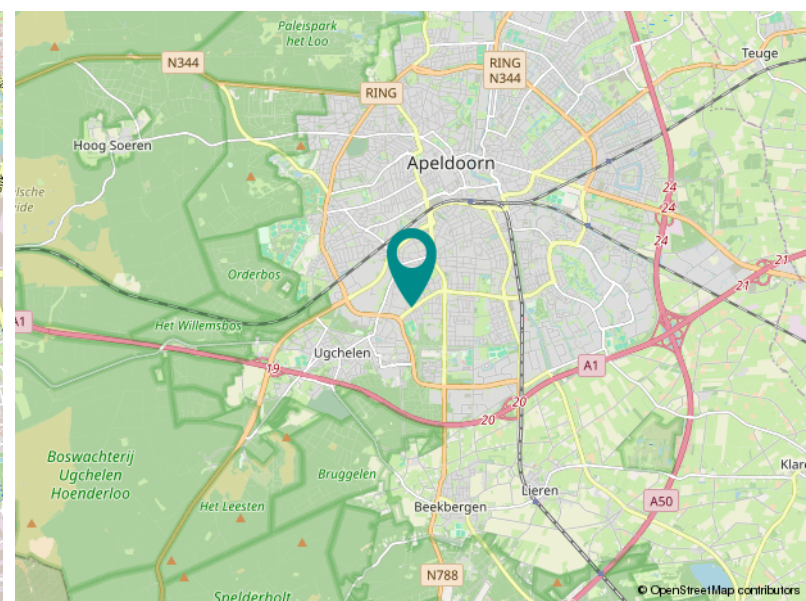 Paleispark
het Loo
Teuge
N344
RING
N344
RING
Hoog Soeren
Apeldoorn
24
24
24
21
21
Orderbos
Het Willemsbos
A1
Ugchelen
19
A1
20
20
Boswachterij
Ugchelen
Hoenderloo
Bruggelen
Lieren
A50
Het Leesten
Beekbergen
N788
© OpenStreetMap contributors